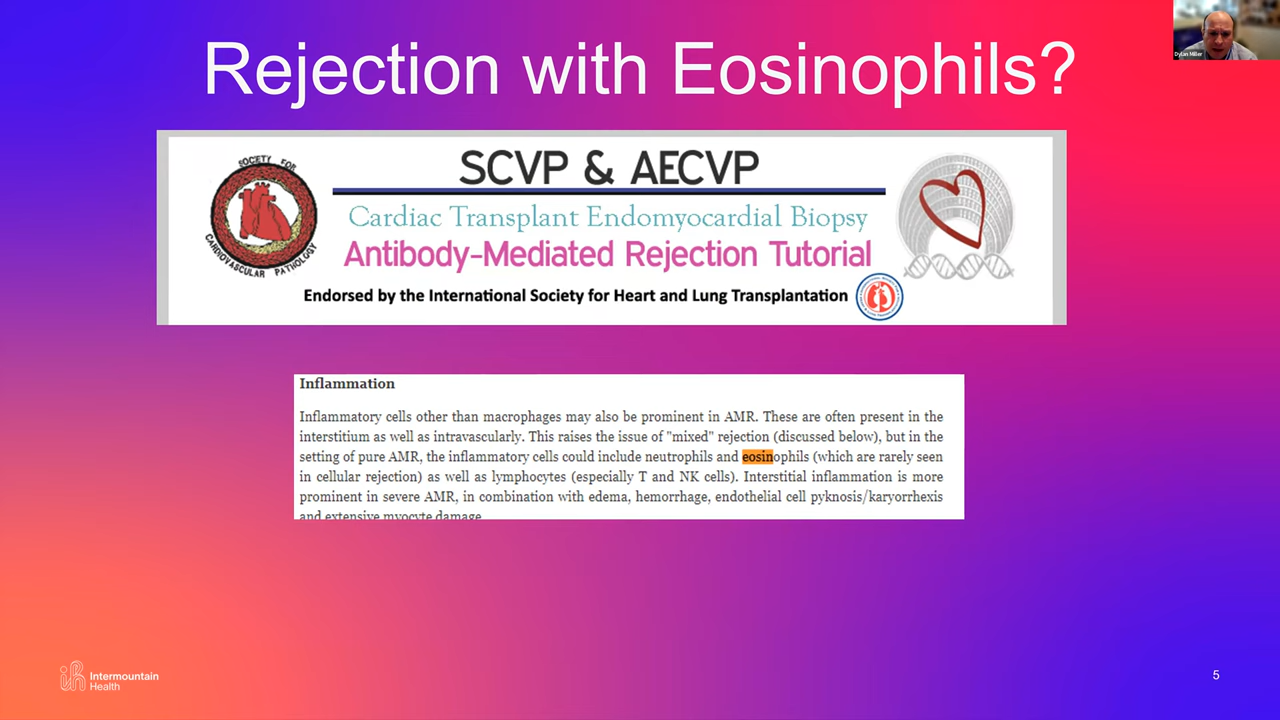 Rejection with Eosinophils?
Dylan Miller
SOCIETY FOR
CARDIOVASCULAR PATHOLOGY
SCVP & AECVP
Cardiac Transplant Endomyocardial Biopsy
Antibody-Mediated Rejection Tutorial
Endorsed by the International Society for Heart and Lung Transplantation
Inflammation
Inflammatory cells other than macrophages may also be prominent in AMR. These are often present in the
interstitium as well as intravascularly. This raises the issue of "mixed" rejection (discussed below), but in the
setting of pure AMR, the inflammatory cells could include neutrophils and eosinophils (which are rarely seen
in cellular rejection) as well as lymphocytes (especially T and NK cells). Interstitial inflammation is more
prominent in severe AMR, in combination with edema, hemorrhage, endothelial cell pyknosis/karyorrhexis
and extensive myocyte damage.
Intermountain
Health
5